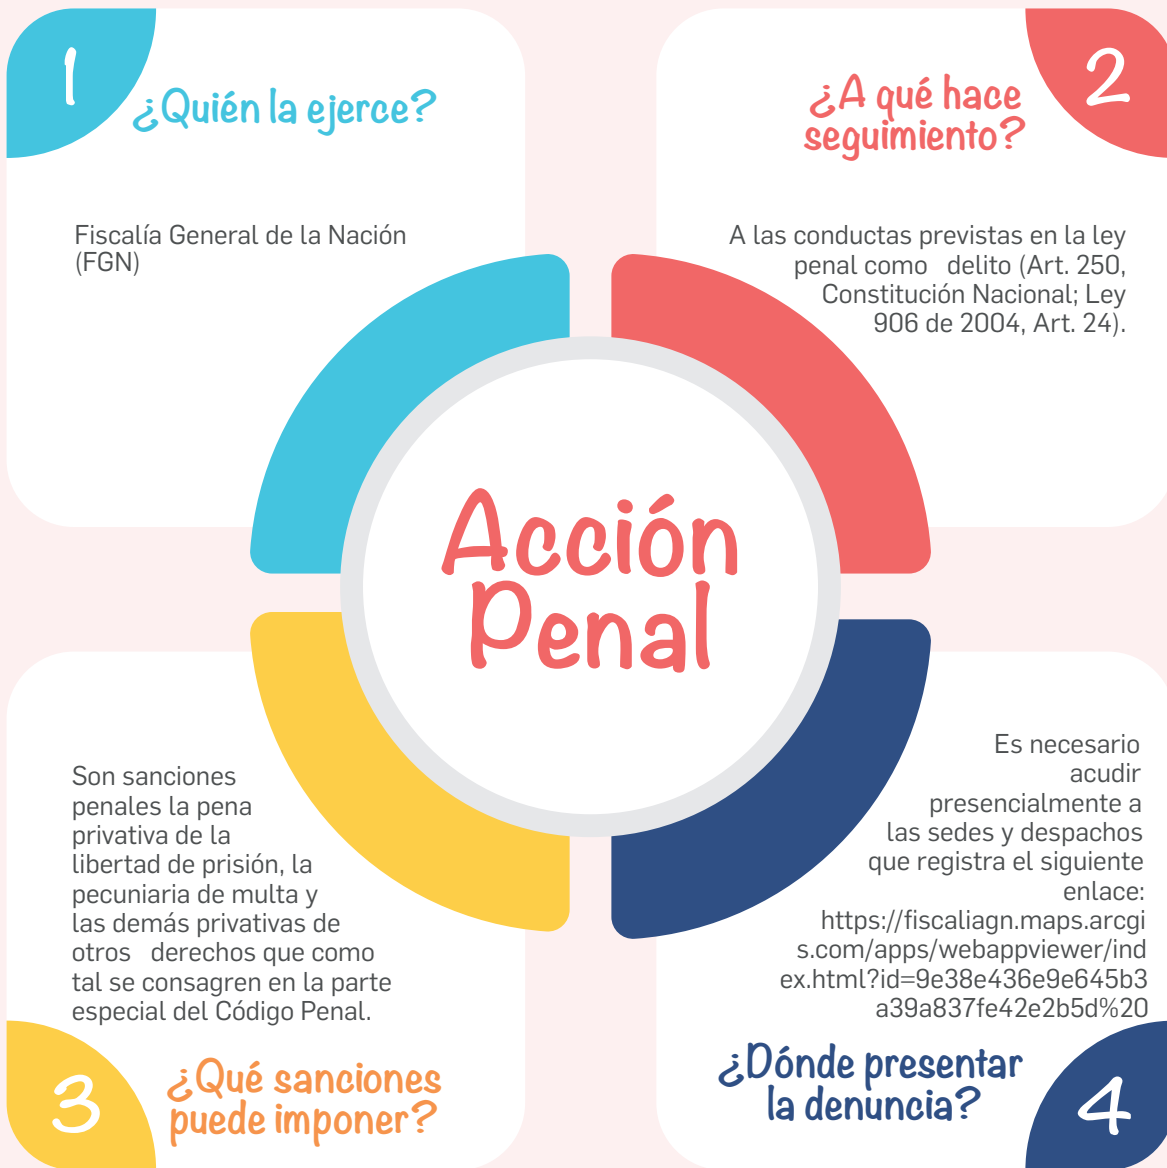 1
¿Quién la ejerce?
Fiscalía General de la Nación
(FGN)
2
¿A qué hace
seguimiento?
A las conductas previstas en la ley
penal como delito (Art. 250,
Constitución Nacional; Ley
906 de 2004, Art. 24).
Acción
Penal
Son sanciones
penales la pena
privativa de la
libertad de prisión, la
pecuniaria de multa y
las demás privativas de
otros derechos que como
tal se consagren en la parte
especial del Código Penal.
3
¿Qué sanciones
puede imponer?
Es necesario
acudir
presencialmente a
las sedes y despachos
que registra el siguiente
enlace:
https://fiscaliagn.maps.arcgi
s.com/apps/webappviewer/ind
ex.html?id=9e38e436e9e645b3
a39a837fe42e2b5d%20
¿Dónde presentar
la denuncia?
4